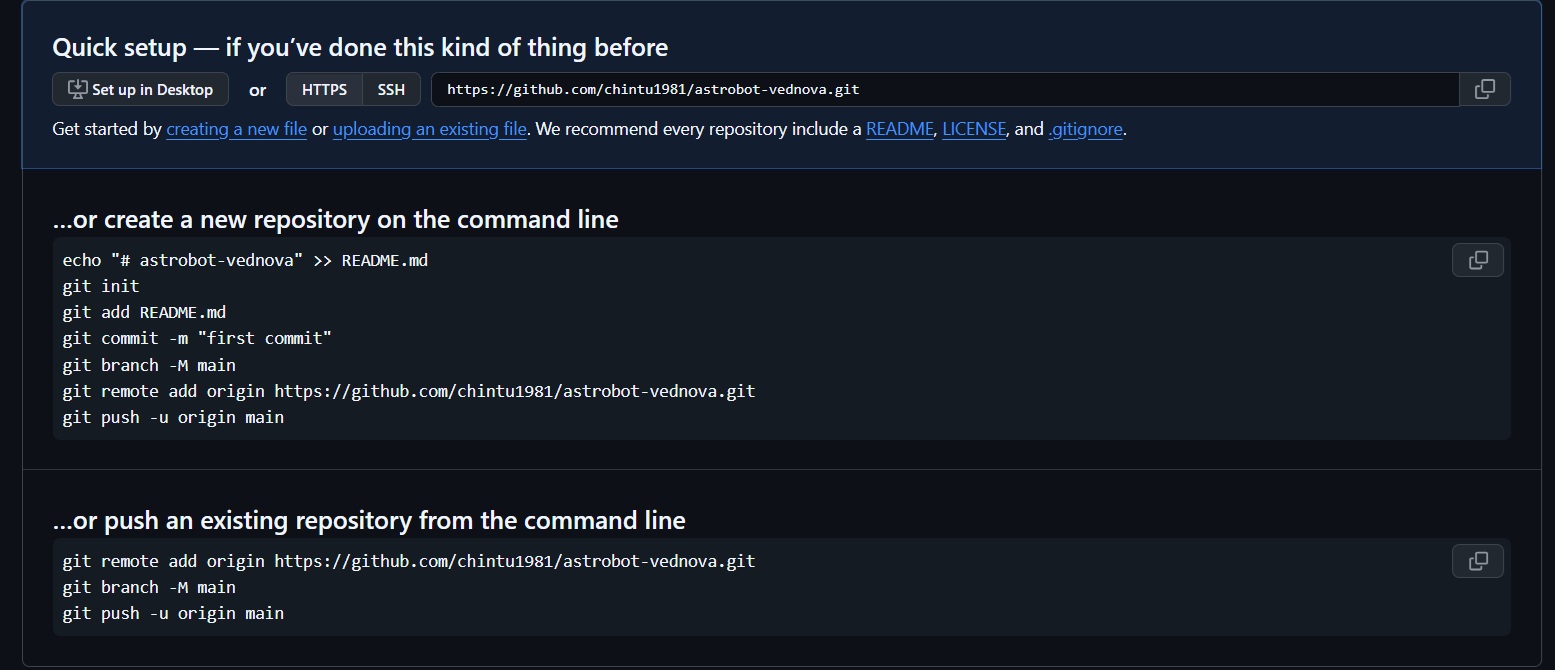 Quick setup — if you’ve done this kind of thing before
Set up in Desktop or HTTPS SSH https://github.com/chintu1981/astrobot-vednova.git
Get started by creating a new file or uploading an existing file. We recommend every repository include a README, LICENSE, and .gitignore.
…or create a new repository on the command line
echo "# astrobot-vednova" >> README.md
git init
git add README.md
git commit -m "first commit"
git branch -M main
git remote add origin https://github.com/chintu1981/astrobot-vednova.git
git push -u origin main
…or push an existing repository from the command line
git remote add origin https://github.com/chintu1981/astrobot-vednova.git
git branch -M main
git push -u origin main